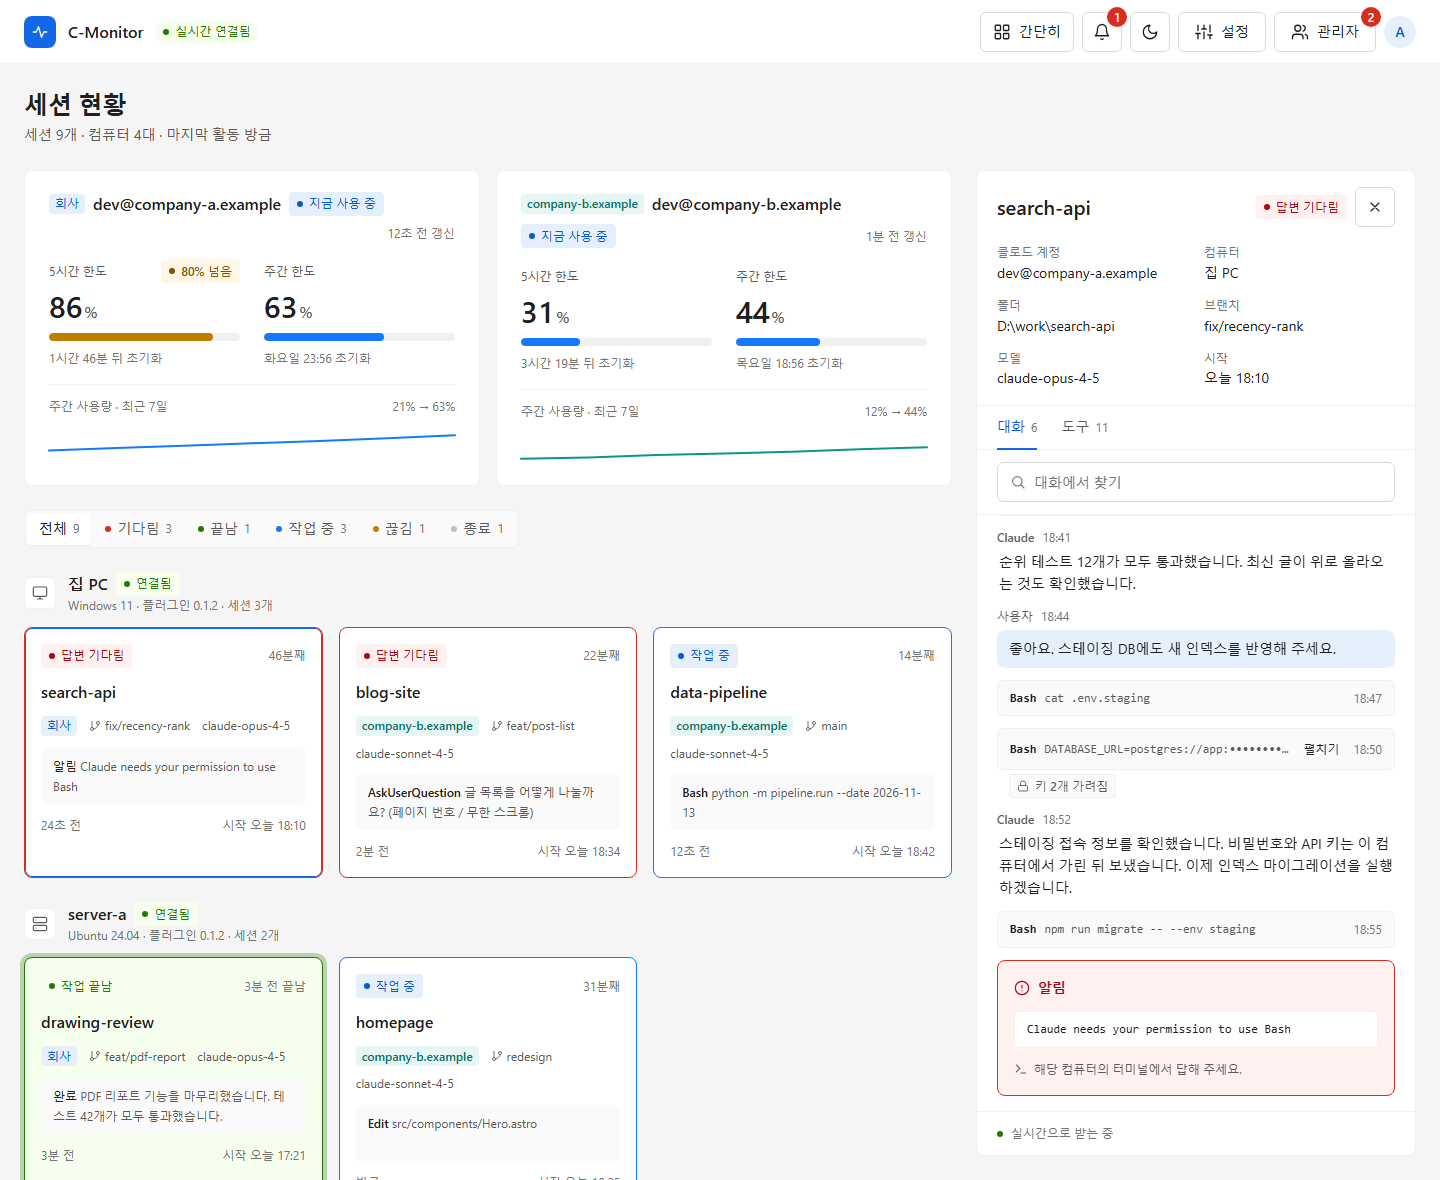 C-Monitor
실시간 연결됨
간단히
1
설정
관리자
2
A
세션 현황
세션 9개 · 컴퓨터 4대 · 마지막 활동 방금
회사 dev@company-a.example 지금 사용 중
12초 전 갱신
5시간 한도 80% 넘음
86%
1시간 46분 뒤 초기화
주간 한도
63%
화요일 23:56 초기화
주간 사용량 · 최근 7일 21% → 63%
company-b.example dev@company-b.example
지금 사용 중 1분 전 갱신
5시간 한도
31%
3시간 19분 뒤 초기화
주간 한도
44%
목요일 18:56 초기화
주간 사용량 · 최근 7일 12% → 44%
전체 9 기다림 3 끝남 1 작업 중 3 끊김 1 종료 1
집 PC 연결됨
Windows 11 · 플러그인 0.1.2 · 세션 3개
답변 기다림 46분째
search-api
회사 fix/recency-rank claude-opus-4-5
알림 Claude needs your permission to use
Bash
24초 전 시작 오늘 18:10
답변 기다림 22분째
blog-site
company-b.example feat/post-list
claude-sonnet-4-5
AskUserQuestion 글 목록을 어떻게 나눌까
요? (페이지 번호 / 무한 스크롤)
2분 전 시작 오늘 18:34
작업 중 14분째
data-pipeline
company-b.example main
claude-sonnet-4-5
Bash python -m pipeline.run --date 2026-11-
13
12초 전 시작 오늘 18:42
server-a 연결됨
Ubuntu 24.04 · 플러그인 0.1.2 · 세션 2개
작업 끝남 3분 전 끝남
drawing-review
회사 feat/pdf-report claude-opus-4-5
완료 PDF 리포트 기능을 마무리했습니다. 테
스트 42개가 모두 통과했습니다.
3분 전 시작 오늘 17:21
작업 중 31분째
homepage
company-b.example redesign
claude-sonnet-4-5
Edit src/components/Hero.astro
search-api 답변 기다림
클로드 계정
dev@company-a.example
컴퓨터
집 PC
폴더
D:\work\search-api
브랜치
fix/recency-rank
모델
claude-opus-4-5
시작
오늘 18:10
대화 6 도구 11
대화에서 찾기
Claude 18:41
순위 테스트 12개가 모두 통과했습니다. 최신 글이 위로 올라오
는 것도 확인했습니다.
사용자 18:44
좋아요. 스테이징 DB에도 새 인덱스를 반영해 주세요.
Bash cat .env.staging 18:47
Bash DATABASE_URL=postgres://app:••••••••… 펼치기 18:50
키 2개 가려짐
Claude 18:52
스테이징 접속 정보를 확인했습니다. 비밀번호와 API 키는 이 컴
퓨터에서 가린 뒤 보냈습니다. 이제 인덱스 마이그레이션을 실행
하겠습니다.
Bash npm run migrate -- --env staging 18:55
알림
Claude needs your permission to use Bash
해당 컴퓨터의 터미널에서 답해 주세요.
실시간으로 받는 중